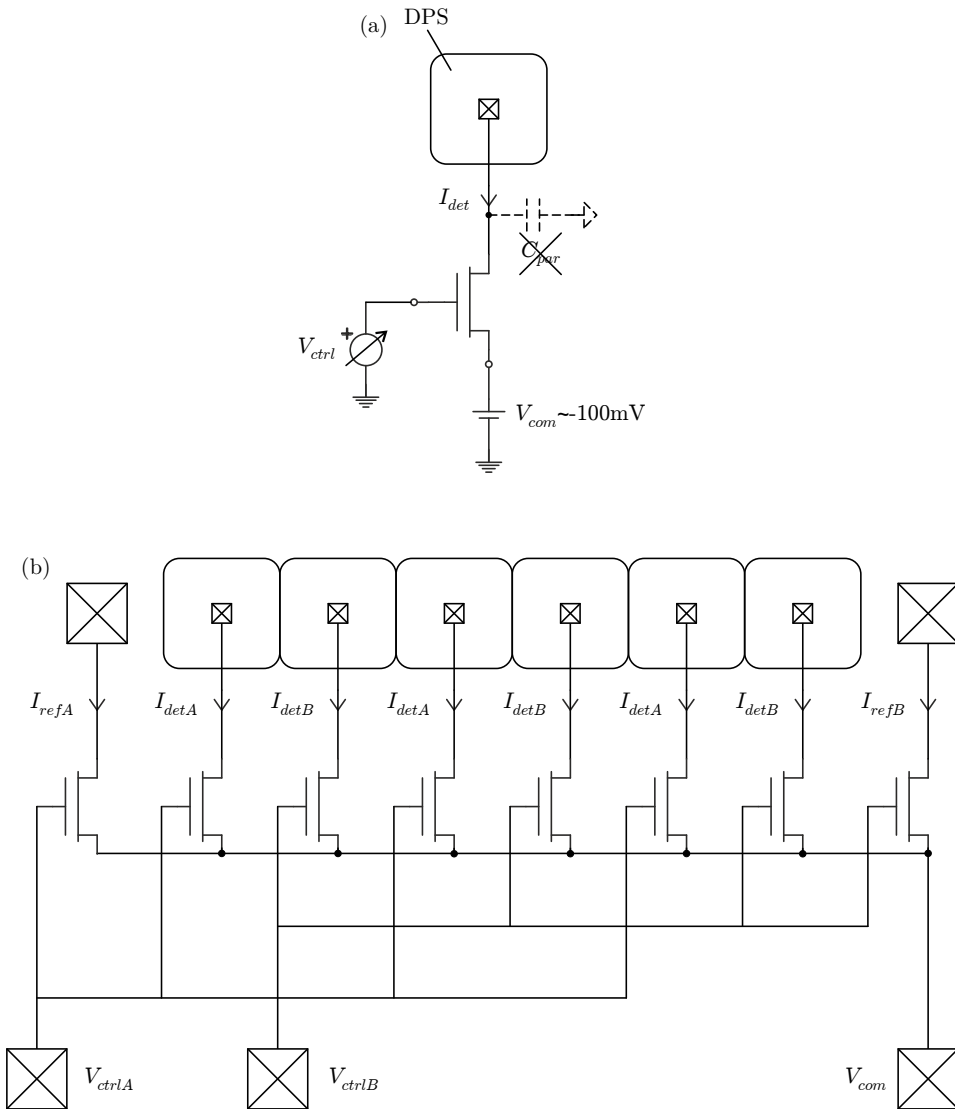 (a)
DPS
I_det
C_par
+
V_ctrl
V_com~-100mV
(b)
I_refA I_detA I_detB I_detA I_detB I_detA I_detB I_refB
V_ctrlA V_ctrlB V_com